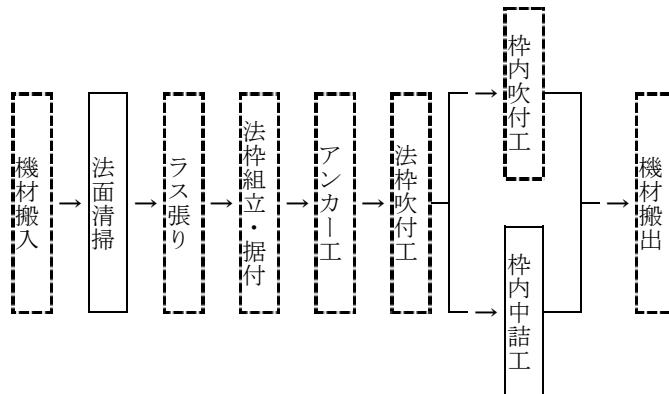 機材搬入
→
法面清掃
→
ラス張り
→
法枠組立・据付
→
アンカー工
→
法枠吹付工
→
枠内吹付工
→
枠内中詰工
→
機材搬出